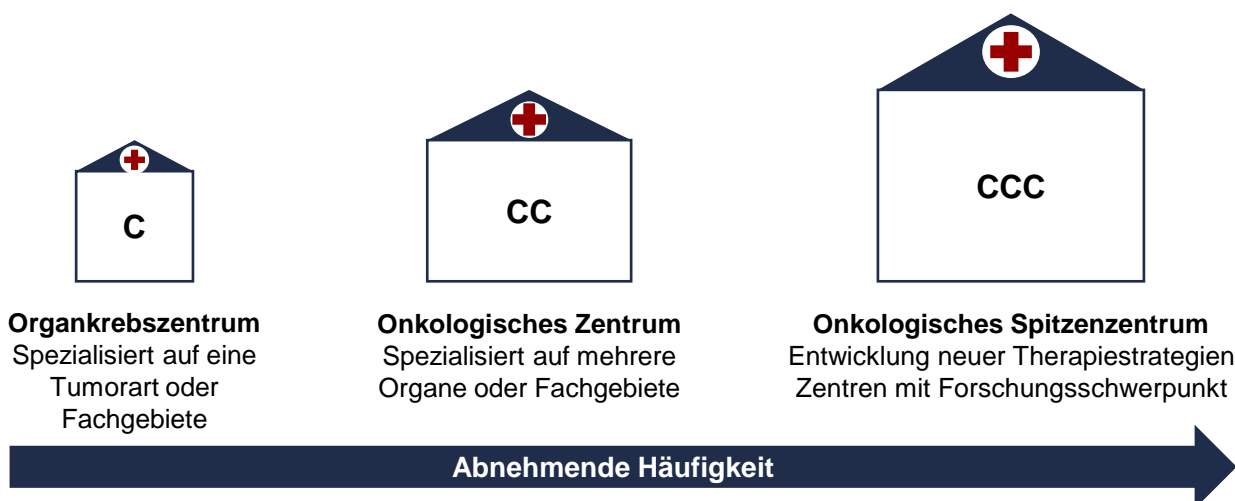 C
CC
CCC
Organkrebszentrum
Spezialisiert auf eine
Tumorart oder
Fachgebiete
Onkologisches Zentrum
Spezialisiert auf mehrere
Organe oder Fachgebiete
Onkologisches Spitzenzentrum
Entwicklung neuer Therapiestrategien
Zentren mit Forschungsschwerpunkt
Abnehmende Häufigkeit